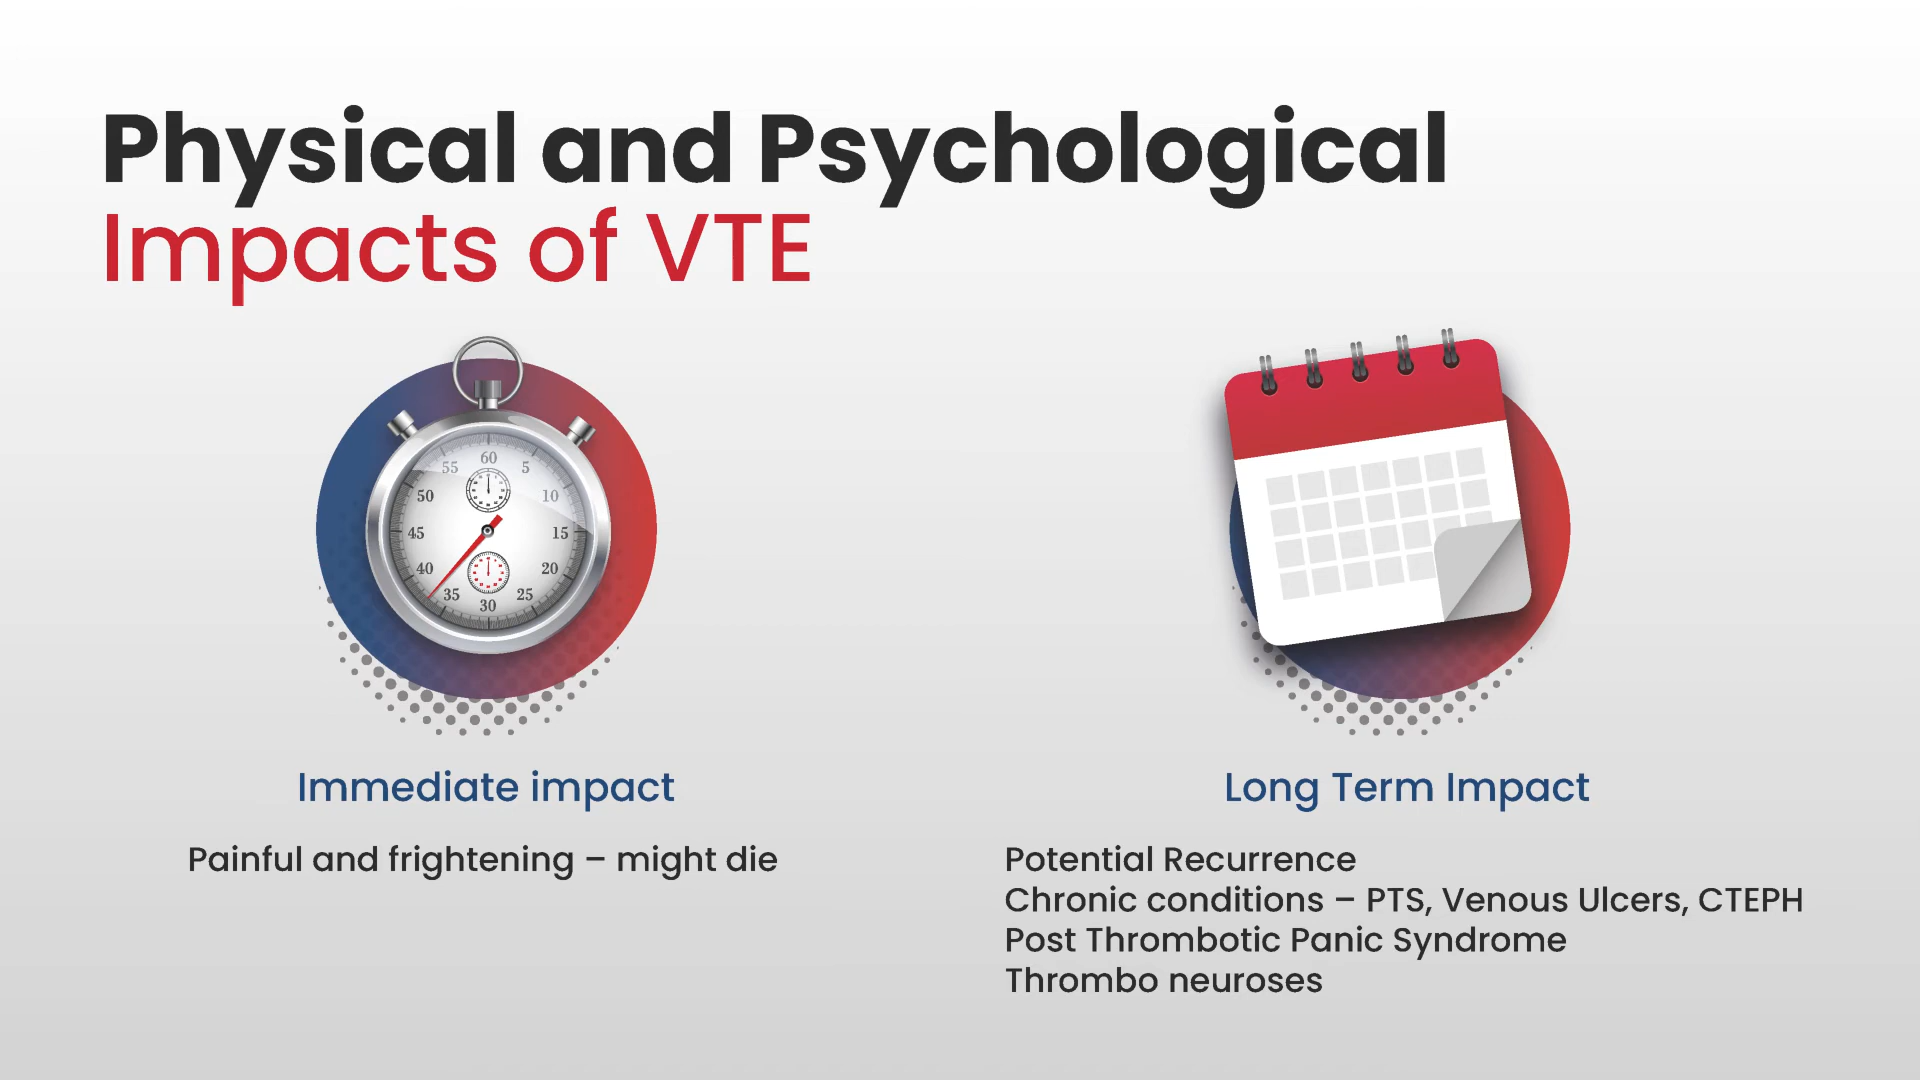 Physical and Psychological
Impacts of VTE
60
55
5
50
10
45
15
40
20
35
25
30
Immediate impact
Painful and frightening – might die
Long Term Impact
Potential Recurrence
Chronic conditions – PTS, Venous Ulcers, CTEPH
Post Thrombotic Panic Syndrome
Thrombo neuroses